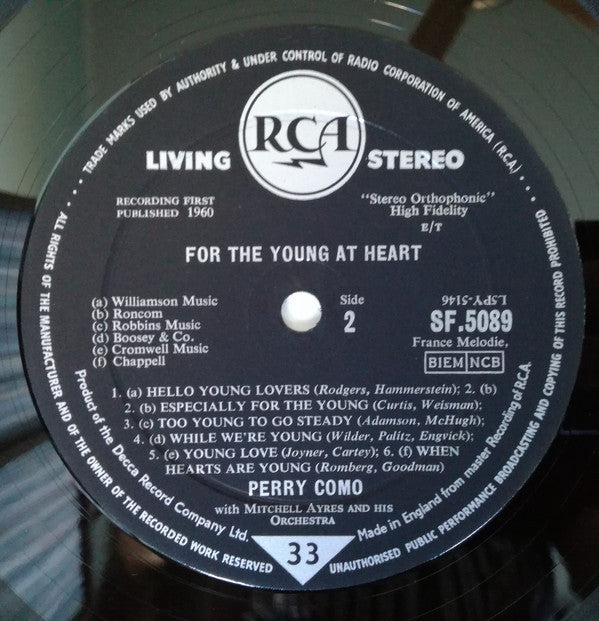 TRADE MARKS USED BY AUTHORITY & UNDER CONTROL OF RADIO CORPORATION OF AMERICA (R.C.A.)
RCA
LIVING STEREO
RECORDING FIRST
PUBLISHED 1960
"Stereo Orthophonic"
High Fidelity
E/T
FOR THE YOUNG AT HEART
(a) Williamson Music
(b) Roncom
(c) Robbins Music
(d) Boosey & Co.
(e) Cromwell Music
(f) Chappell
Side
2
LSPY-5146
SF.5089
France Melodie,
BIEM NCB
1. (a) HELLO YOUNG LOVERS (Rodgers, Hammerstein); 2. (b)
2. (b) ESPECIALLY FOR THE YOUNG (Curtis, Weisman);
3. (c) TOO YOUNG TO GO STEADY (Adamson, McHugh);
4. (d) WHILE WE'RE YOUNG (Wilder, Palitz, Engvick);
5. (e) YOUNG LOVE (Joyner, Cartey); 6. (f) WHEN
HEARTS ARE YOUNG (Romberg, Goodman)
PERRY COMO
with MITCHELL AYRES AND HIS
ORCHESTRA
33
Product of the Decca Record Company Ltd.
Made in England from master Recording of R.C.A.
ALL RIGHTS OF THE MANUFACTURER AND OF THE OWNER OF THE RECORDED WORK RESERVED
UNAUTHORISED PUBLIC PERFORMANCE BROADCASTING AND COPYING OF THIS RECORD PROHIBITED